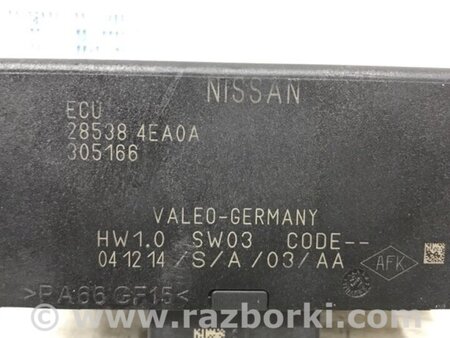 NISSAN
ECU
28538 4EA0A
305166
VALEO-GERMANY
HW1.0 SW03 CODE--
041214/S/A/03/AA
AFK
>PA66 GF15<
www.razborki.com